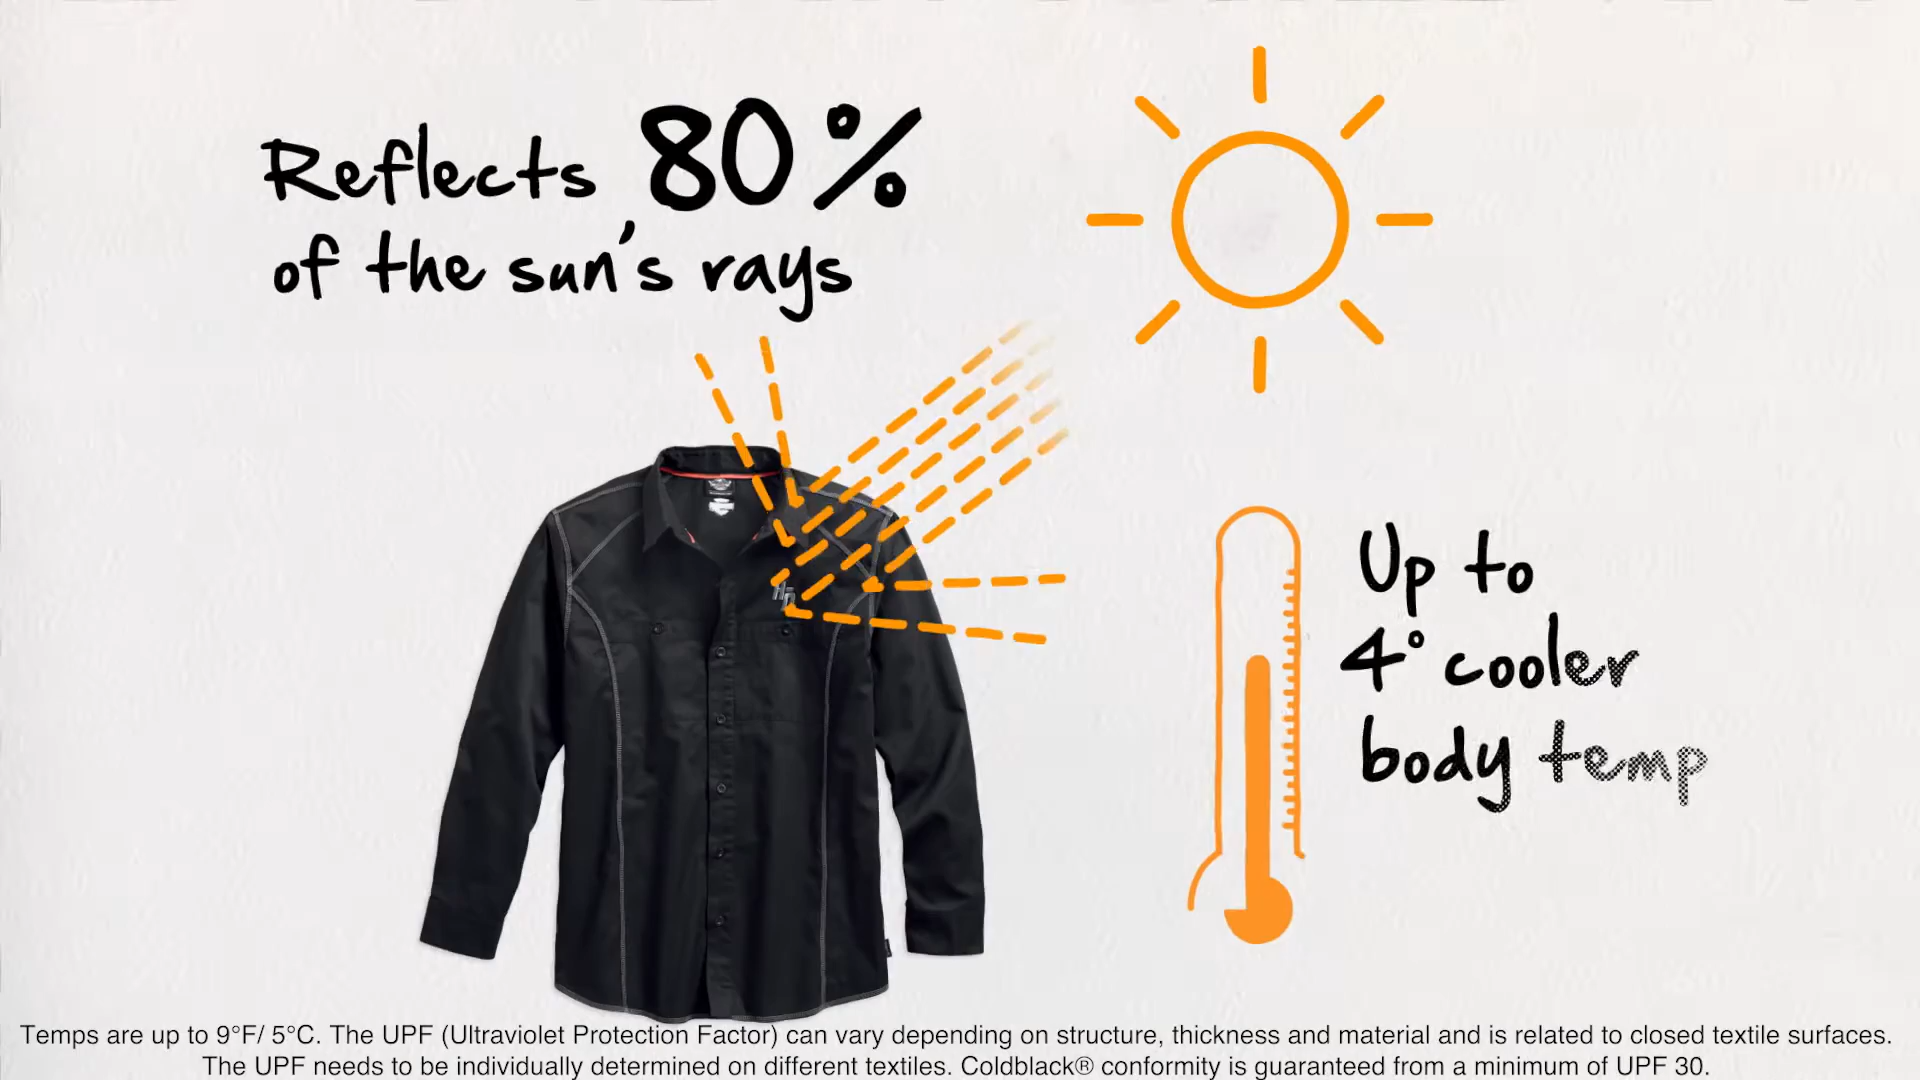 Reflects 80%
of the sun's rays
Up to
4° cooler
body temp
Temps are up to 9°F/ 5°C. The UPF (Ultraviolet Protection Factor) can vary depending on structure, thickness and material and is related to closed textile surfaces.
The UPF needs to be individually determined on different textiles. Coldblack® conformity is guaranteed from a minimum of UPF 30.